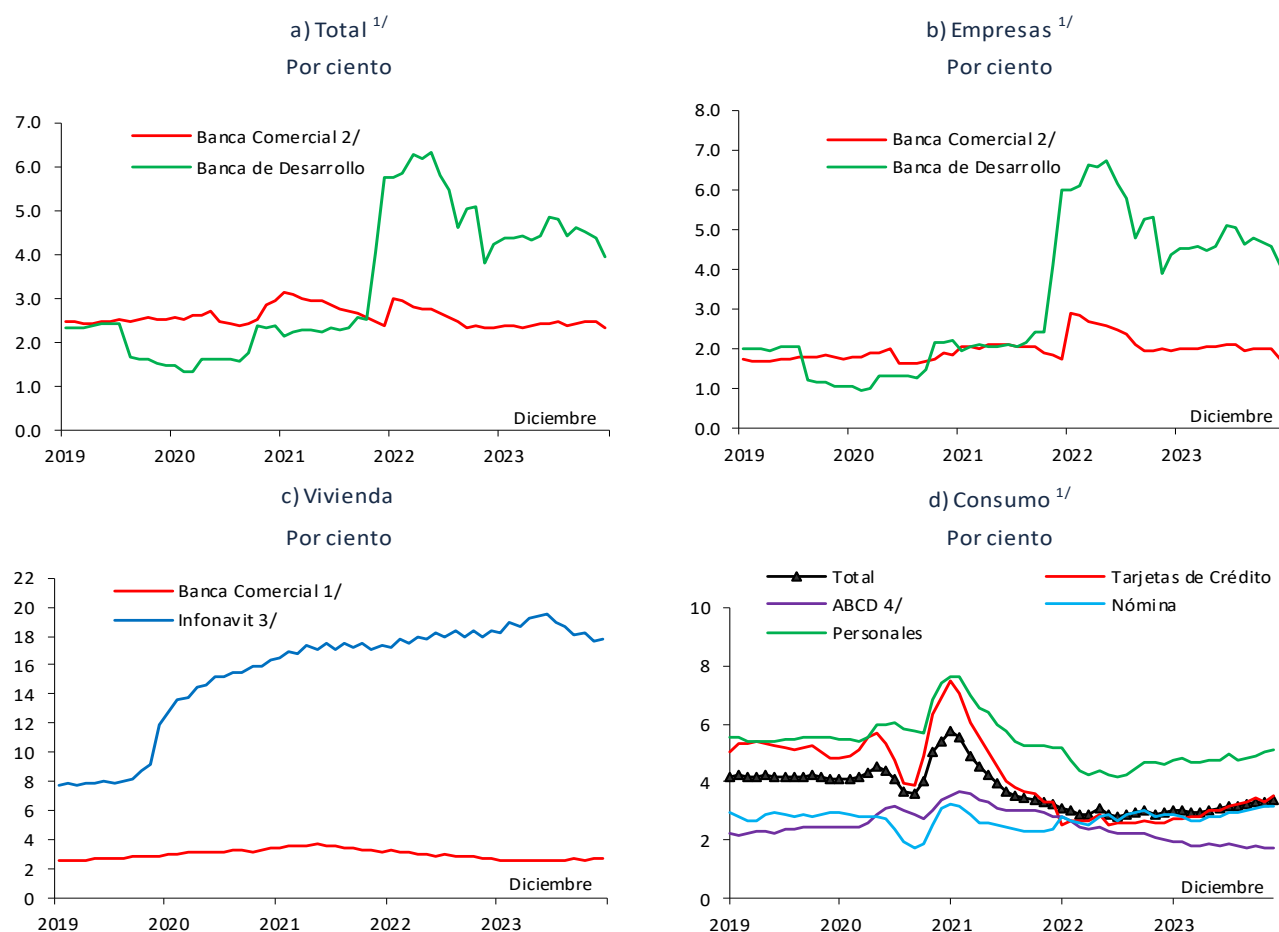 a) Total 1/
Por ciento
7.0
6.0
5.0
4.0
3.0
2.0
1.0
0.0
Banca Comercial 2/
Banca de Desarrollo
Diciembre
2019 2020 2021 2022 2023
b) Empresas 1/
Por ciento
8.0
7.0
6.0
5.0
4.0
3.0
2.0
1.0
0.0
Banca Comercial 2/
Banca de Desarrollo
Diciembre
2019 2020 2021 2022 2023
c) Vivienda
Por ciento
22
20
18
16
14
12
10
8
6
4
2
0
Banca Comercial 1/
Infonavit 3/
Diciembre
2019 2020 2021 2022 2023
d) Consumo 1/
Por ciento
Total Tarjetas de Crédito
ABCD 4/ Nómina
Personales
10
8
6
4
2
0
Diciembre
2019 2020 2021 2022 2023